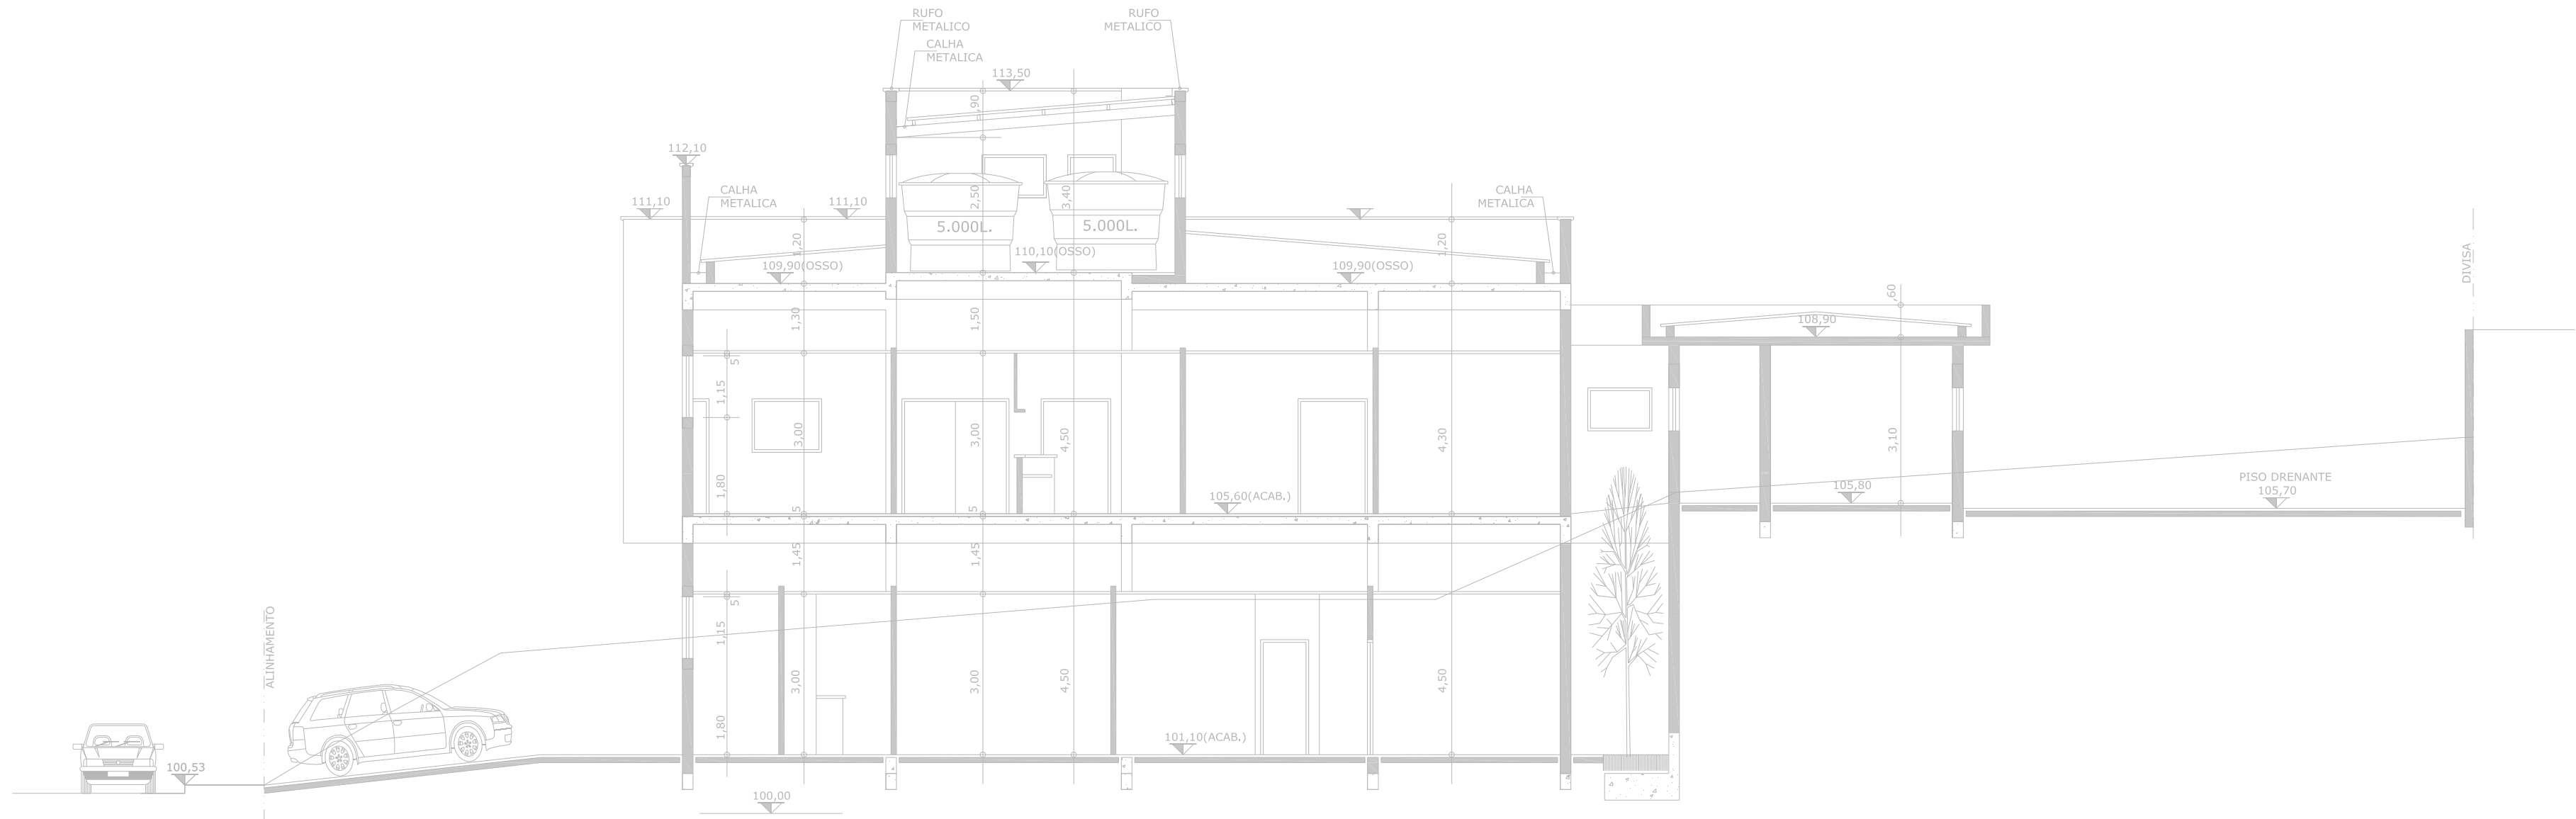 RUFO
METALICO
RUFO
METALICO
CALHA
METALICA
113,50
,90
112,10
CALHA
METALICA
CALHA
METALICA
2,50
3,40
111,10
111,10
5.000L.
5.000L.
1,20
1,20
110,10(OSSO)
109,90(OSSO)
109,90(OSSO)
DIVISA
,60
1,30
1,50
108,90
5
1,15
3,00
3,00
4,50
4,30
3,10
1,80
105,60(ACAB.)
105,80
PISO DRENANTE
105,70
5
5
1,45
1,45
5
ALINHAMENTO
1,15
3,00
3,00
4,50
4,50
1,80
101,10(ACAB.)
100,53
100,00